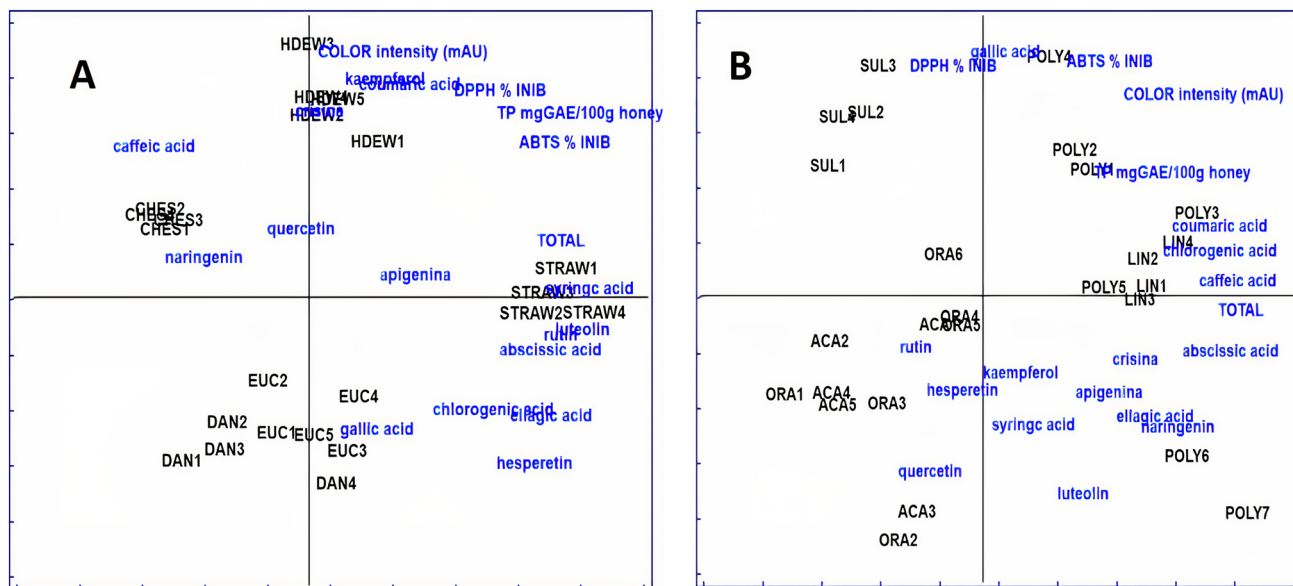 A
HDEW3
COLOR intensity (mAU)
kaempferol
coumaric acid
DPPH % INIB
HDEW4
HDEW5
crisina
HDEW2
TP mgGAE/100g honey
HDEW1
ABTS % INIB
caffeic acid
CHES2
CHES4
CHES3
CHEST
quercetin
naringenin
TOTAL
apigenina
STRAW1
syringc acid
STRAW3
STRAW2
STRAW4
luteolin
rutin
abscissic acid
EUC2
EUC4
chlorogenic acid
ellagic acid
DAN2
EUC1
EUC5
gallic acid
DAN3
EUC3
DAN1
hesperetin
DAN4
B
gallic acid
POLY4
SUL3
DPPH % INIB
ABTS % INIB
COLOR intensity (mAU)
SUL4
SUL2
SUL1
POLY2
POLY1
TP mgGAE/100g honey
POLY3
coumaric acid
LIN4
chlorogenic acid
ORA6
LIN2
caffeic acid
POLY5
LIN1
LIN3
TOTAL
ORA4
ORA5
ACA2
rutin
abscissic acid
crisina
kaempferol
hesperetin
apigenina
ORA1
ACA4
ACA5
ORA3
ellagic acid
syringc acid
naringenin
POLY6
quercetin
luteolin
ACA3
POLY7
ORA2